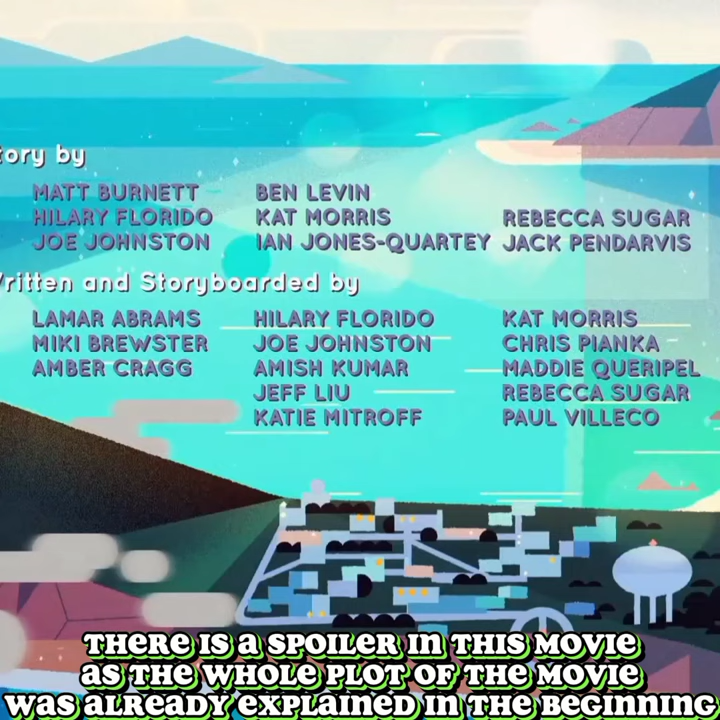 tory by
MATT BURNETT BEN LEVIN
HILARY FLORIDO KAT MORRIS REBECCA SUGAR
JOE JOHNSTON IAN JONES-QUARTEY JACK PENDARVIS
ritten and Storyboarded by
LAMAR ABRAMS HILARY FLORIDO KAT MORRIS
MIKI BREWSTER JOE JOHNSTON CHRIS PIANKA
AMBER CRAGG AMISH KUMAR MADDIE QUERIPEL
JEFF LIU REBECCA SUGAR
KATIE MITROFF PAUL VILLECO
THERE IS A SPOILER IN THIS MOVIE
AS THE WHOLE PLOT OF THE MOVIE
WAS ALREADY EXPLAINED IN THE BEGINNING